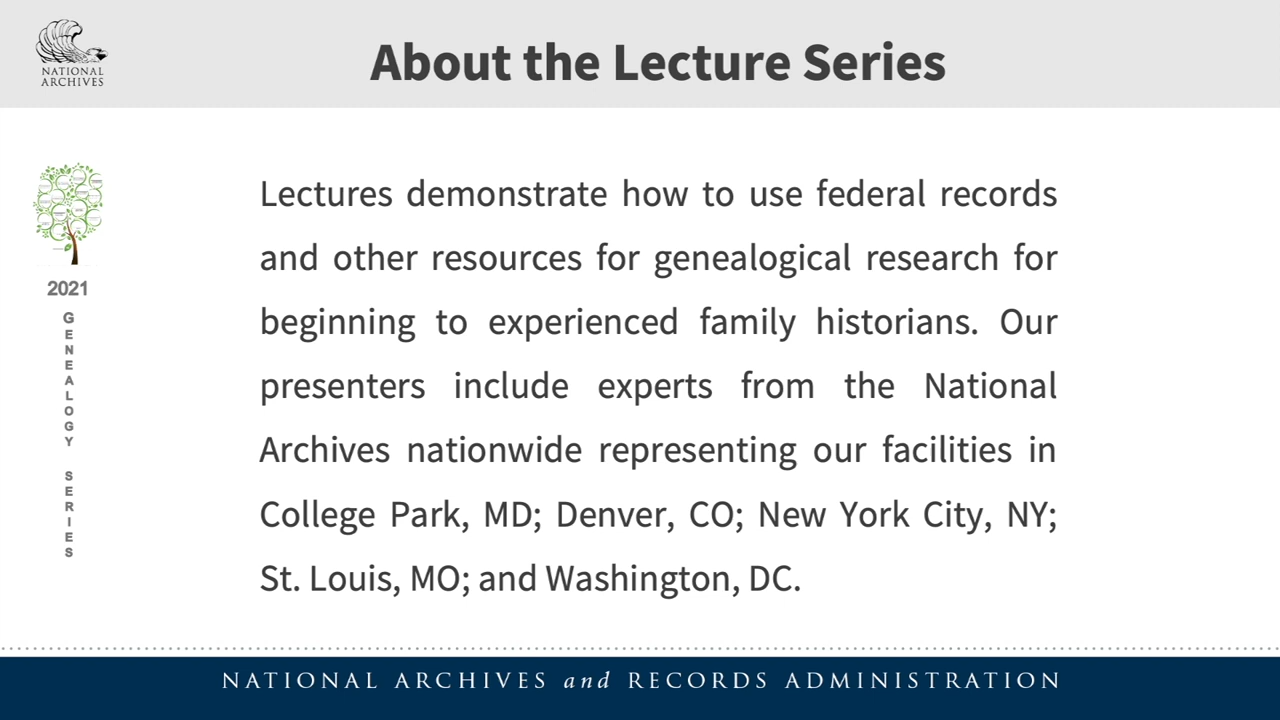 NATIONAL
ARCHIVES
About the Lecture Series
2021
GENEALOGY
SERIES
Lectures demonstrate how to use federal records
and other resources for genealogical research for
beginning to experienced family historians. Our
presenters include experts from the National
Archives nationwide representing our facilities in
College Park, MD; Denver, CO; New York City, NY;
St. Louis, MO; and Washington, DC.
NATIONAL ARCHIVES and RECORDS ADMINISTRATION